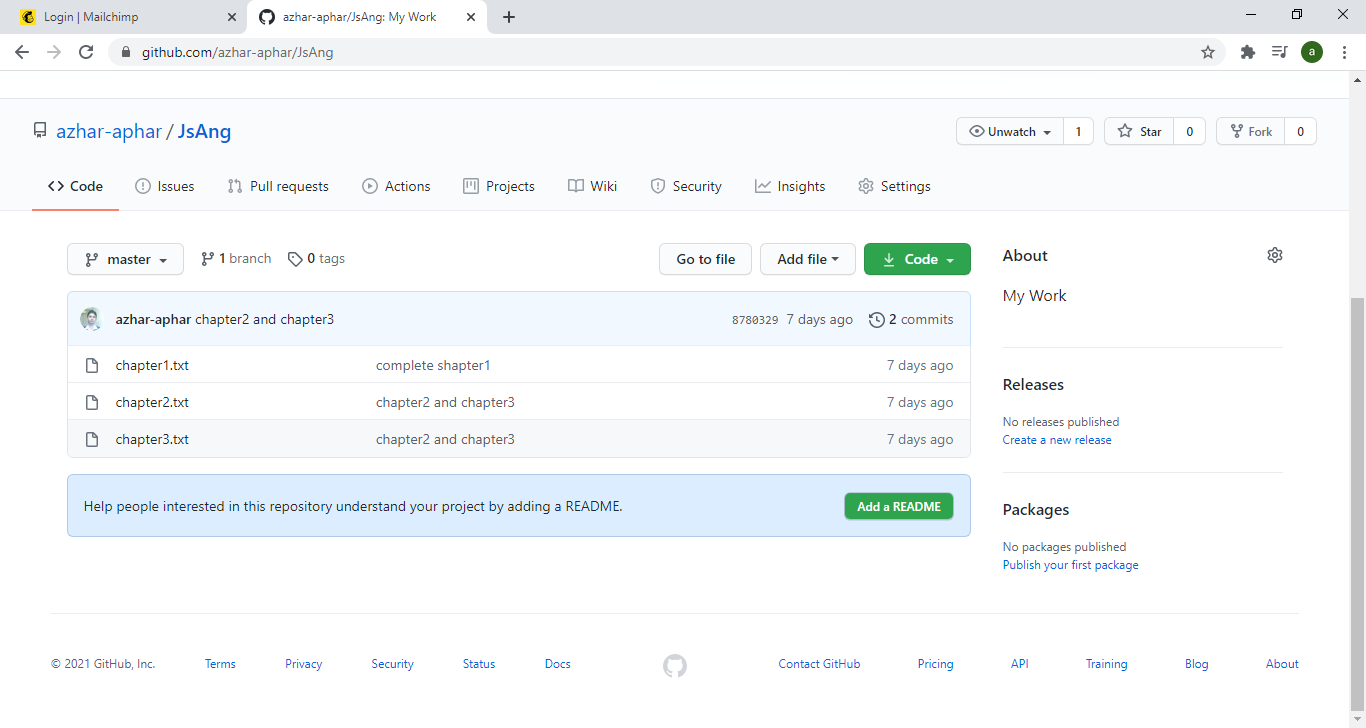 Login | Mailchimp
azhar-aphar/JsAng: My Work
github.com/azhar-aphar/JsAng
a
azhar-aphar / JsAng
Unwatch 1
Star 0
Fork 0
Code
Issues
Pull requests
Actions
Projects
Wiki
Security
Insights
Settings
master
1 branch
0 tags
Go to file
Add file
Code
azhar-aphar chapter2 and chapter3 8780329 7 days ago 2 commits
chapter1.txt complete shapter1 7 days ago
chapter2.txt chapter2 and chapter3 7 days ago
chapter3.txt chapter2 and chapter3 7 days ago
Help people interested in this repository understand your project by adding a README.
Add a README
About
My Work
Releases
No releases published
Create a new release
Packages
No packages published
Publish your first package
© 2021 GitHub, Inc.
Terms
Privacy
Security
Status
Docs
Contact GitHub
Pricing
API
Training
Blog
About